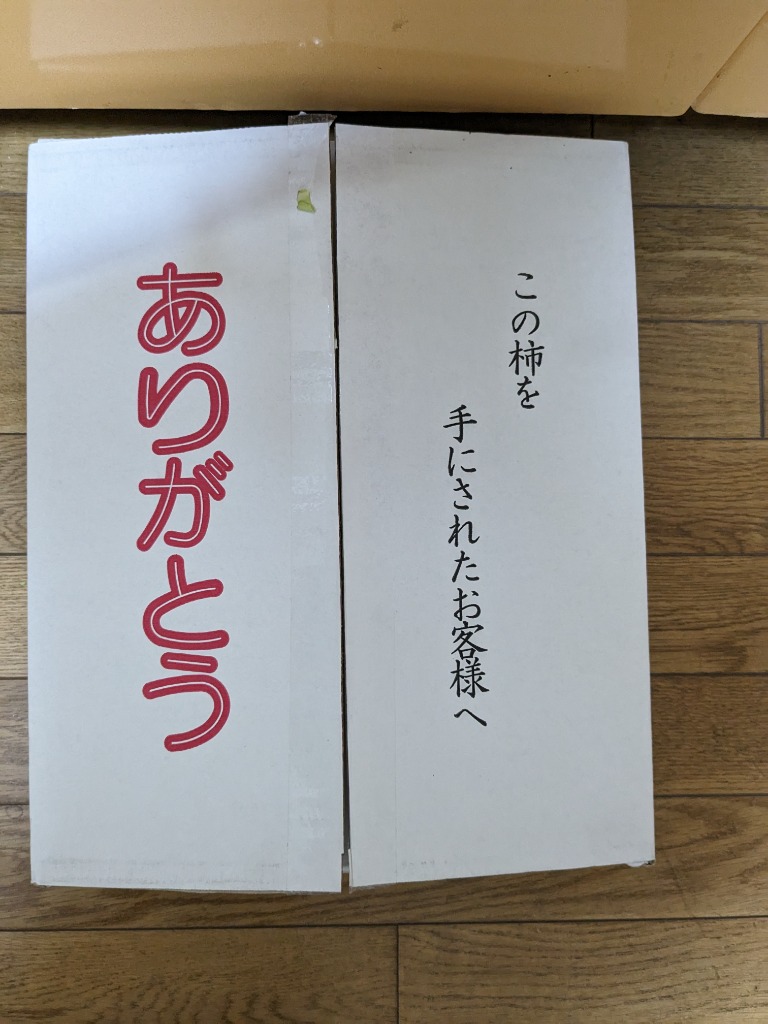 この柿を
手にされたお客様へ
ありがとう